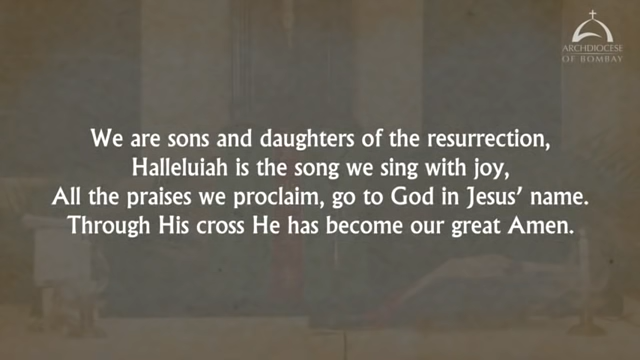 ARCHDIOCESE
OF BOMBAY
We are sons and daughters of the resurrection,
Halleluiah is the song we sing with joy,
All the praises we proclaim, go to God in Jesus’ name.
Through His cross He has become our great Amen.